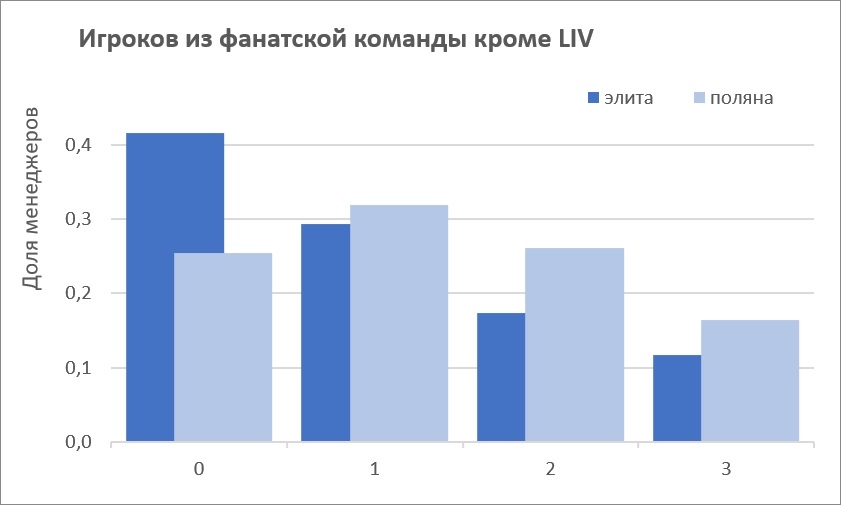 Игроков из фанатской команды кроме LIV
элита поляна
Доля менеджеров
0,4
0,3
0,2
0,1
0,0
0 1 2 3